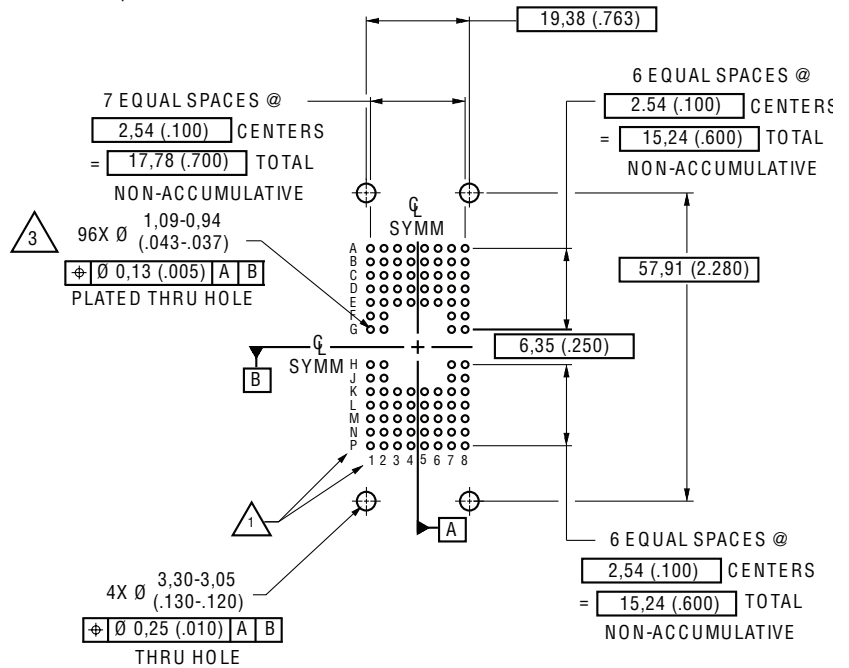 19,38 (.763)
7 EQUAL SPACES @
2,54 (.100) CENTERS
= 17,78 (.700) TOTAL
NON-ACCUMULATIVE
6 EQUAL SPACES @
2.54 (.100) CENTERS
= 15,24 (.600) TOTAL
NON-ACCUMULATIVE
3
96X Ø 1,09-0,94
(.043-.037)
⌖ Ø 0,13 (.005) A B
PLATED THRU HOLE
℄
SYMM
A
B
C
D
E
F
G
57,91 (2.280)
℄
SYMM
B
6,35 (.250)
H
J
K
L
M
N
P
1 2 3 4 5 6 7 8
1
A
4X Ø 3,30-3,05
(.130-.120)
⌖ Ø 0,25 (.010) A B
THRU HOLE
6 EQUAL SPACES @
2,54 (.100) CENTERS
= 15,24 (.600) TOTAL
NON-ACCUMULATIVE